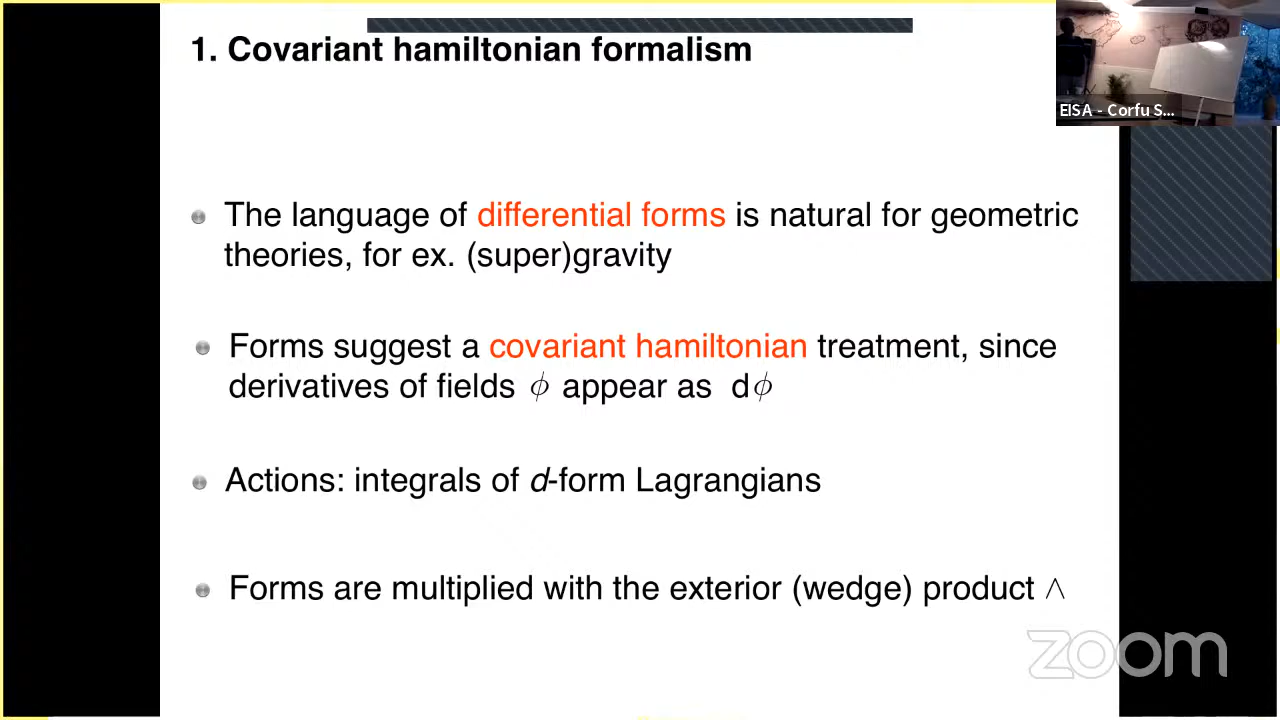 1. Covariant hamiltonian formalism
EISA - Corfu S...
The language of differential forms is natural for geometric
theories, for ex. (super)gravity
Forms suggest a covariant hamiltonian treatment, since
derivatives of fields ϕ appear as dϕ
Actions: integrals of d-form Lagrangians
Forms are multiplied with the exterior (wedge) product ∧
zoom